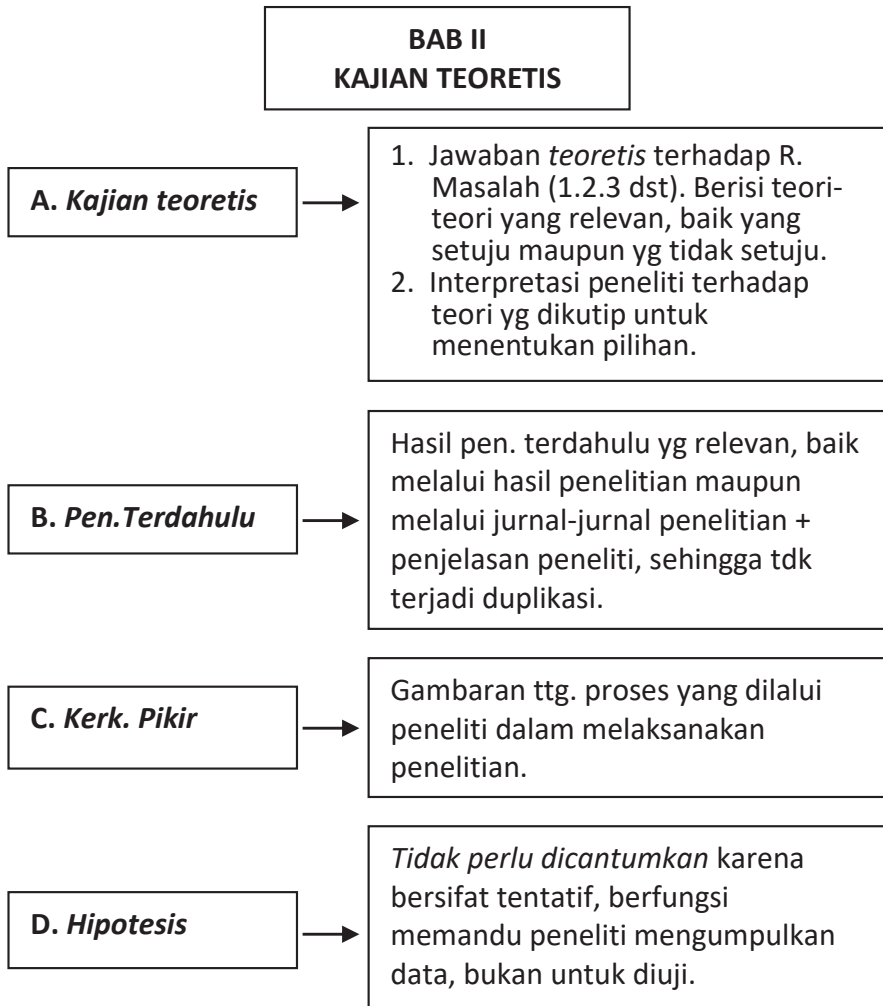 BAB II
KAJIAN TEORETIS
A. Kajian teoretis
1. Jawaban teoretis terhadap R.
Masalah (1.2.3 dst). Berisi teori-
teori yang relevan, baik yang
setuju maupun yg tidak setuju.
2. Interpretasi peneliti terhadap
teori yg dikutip untuk
menentukan pilihan.
B. Pen.Terdahulu
Hasil pen. terdahulu yg relevan, baik
melalui hasil penelitian maupun
melalui jurnal-jurnal penelitian +
penjelasan peneliti, sehingga tdk
terjadi duplikasi.
C. Kerk. Pikir
Gambaran ttg. proses yang dilalui
peneliti dalam melaksanakan
penelitian.
D. Hipotesis
Tidak perlu dicantumkan karena
bersifat tentatif, berfungsi
memandu peneliti mengumpulkan
data, bukan untuk diuji.